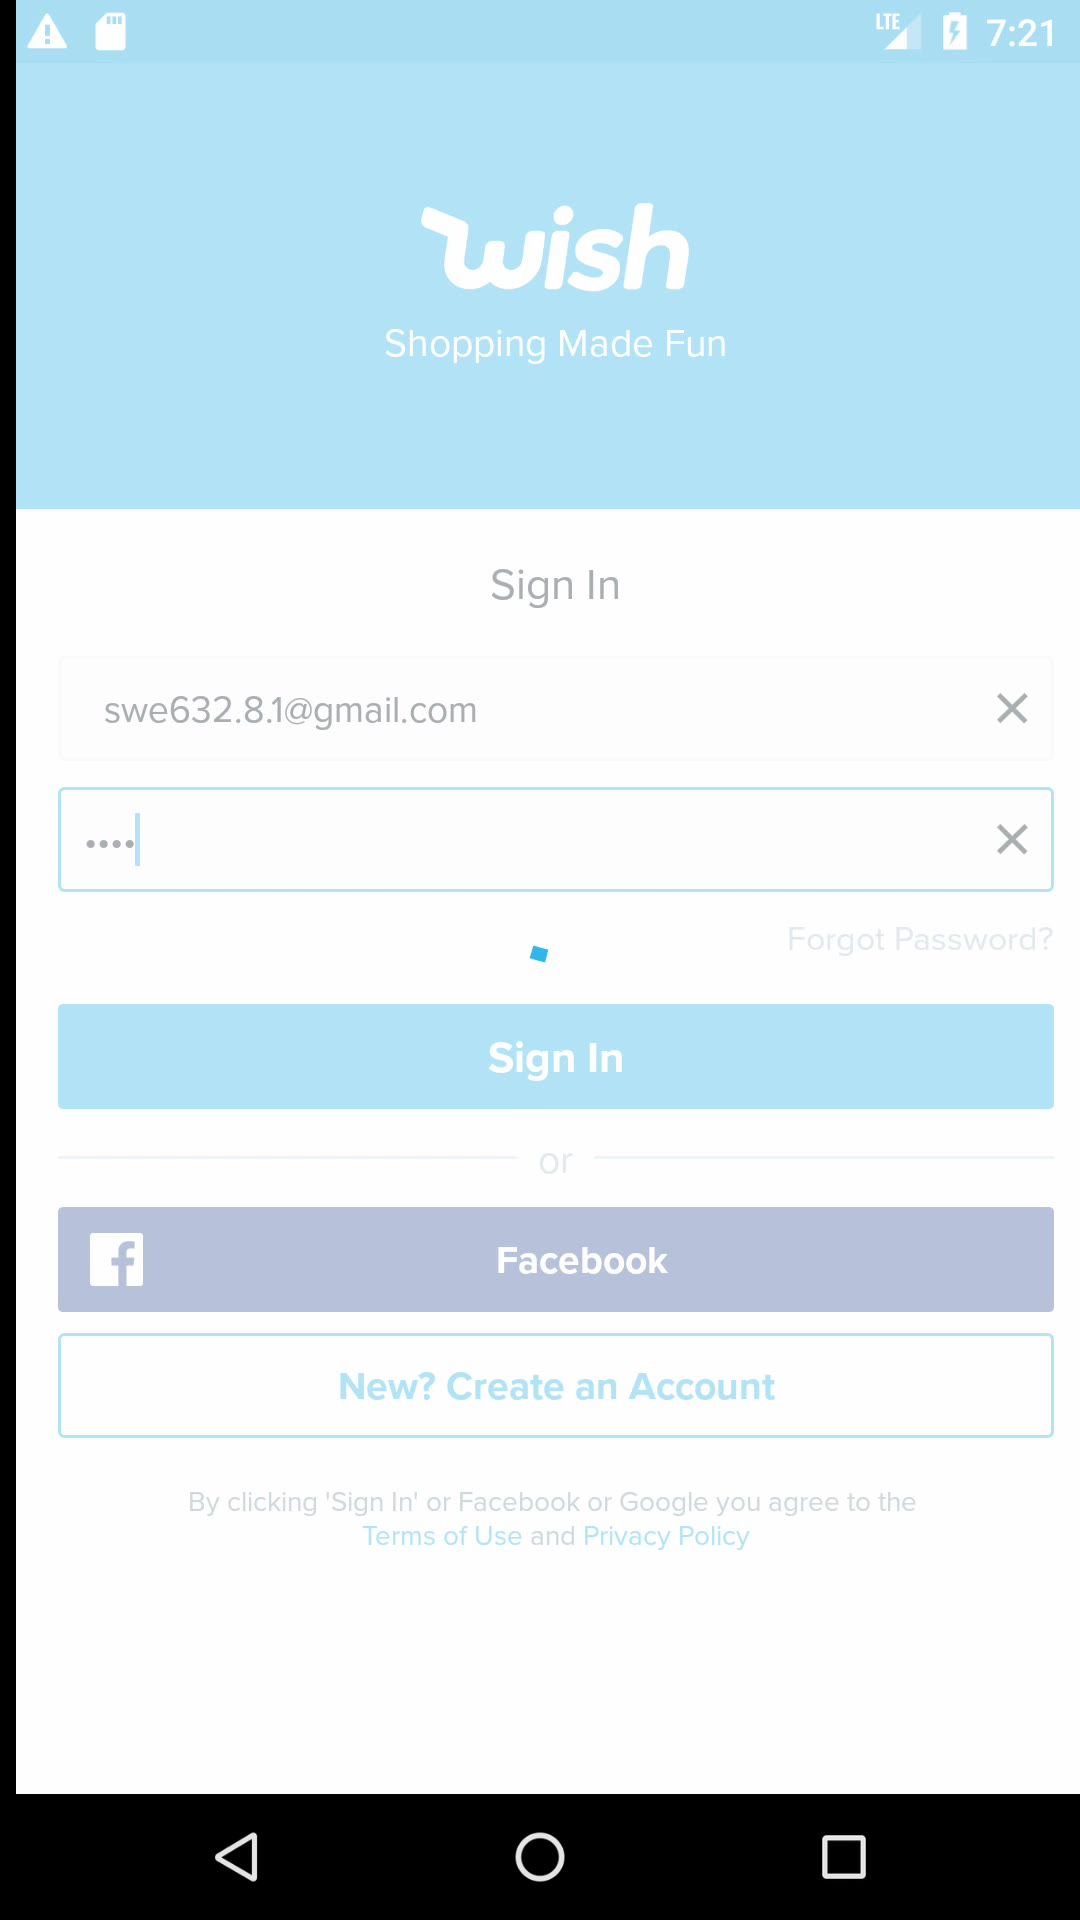 LTE 7:21
wish
Shopping Made Fun
Sign In
swe632.8.1@gmail.com
••••
Forgot Password?
Sign In
or
Facebook
New? Create an Account
By clicking 'Sign In' or Facebook or Google you agree to the
Terms of Use and Privacy Policy